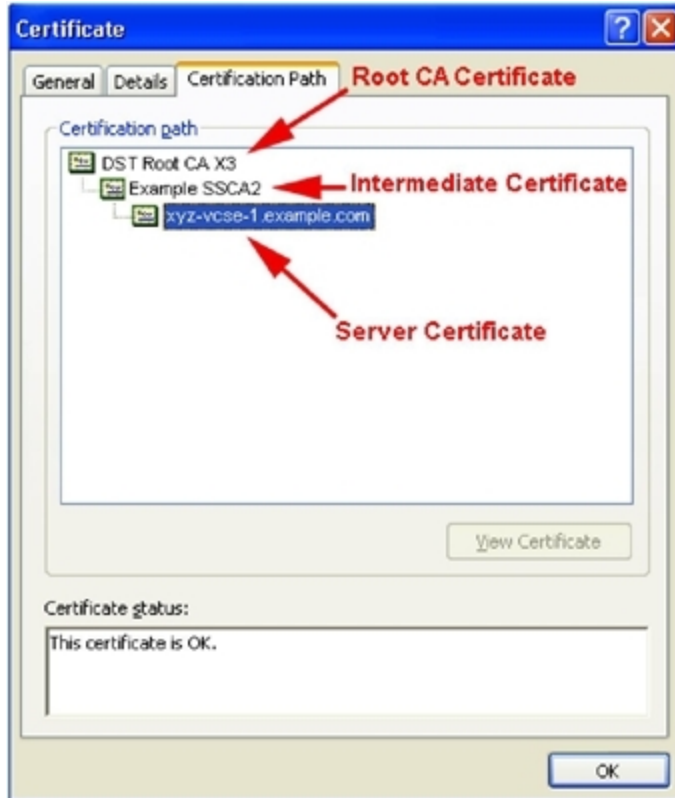 Certificate
General Details Certification Path Root CA Certificate
Certification path
DST Root CA X3
Example SSCA2 Intermediate Certificate
xyz-vcse-1.example.com
Server Certificate
View Certificate
Certificate status:
This certificate is OK.
OK